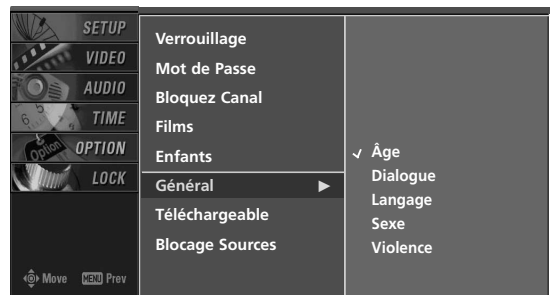 SETUP
VIDEO
AUDIO
TIME
OPTION
LOCK
Move MENU Prev
Verrouillage
Mot de Passe
Bloquez Canal
Films
Enfants
Général
Téléchargeable
Blocage Sources
Âge
Dialogue
Langage
Sexe
Violence